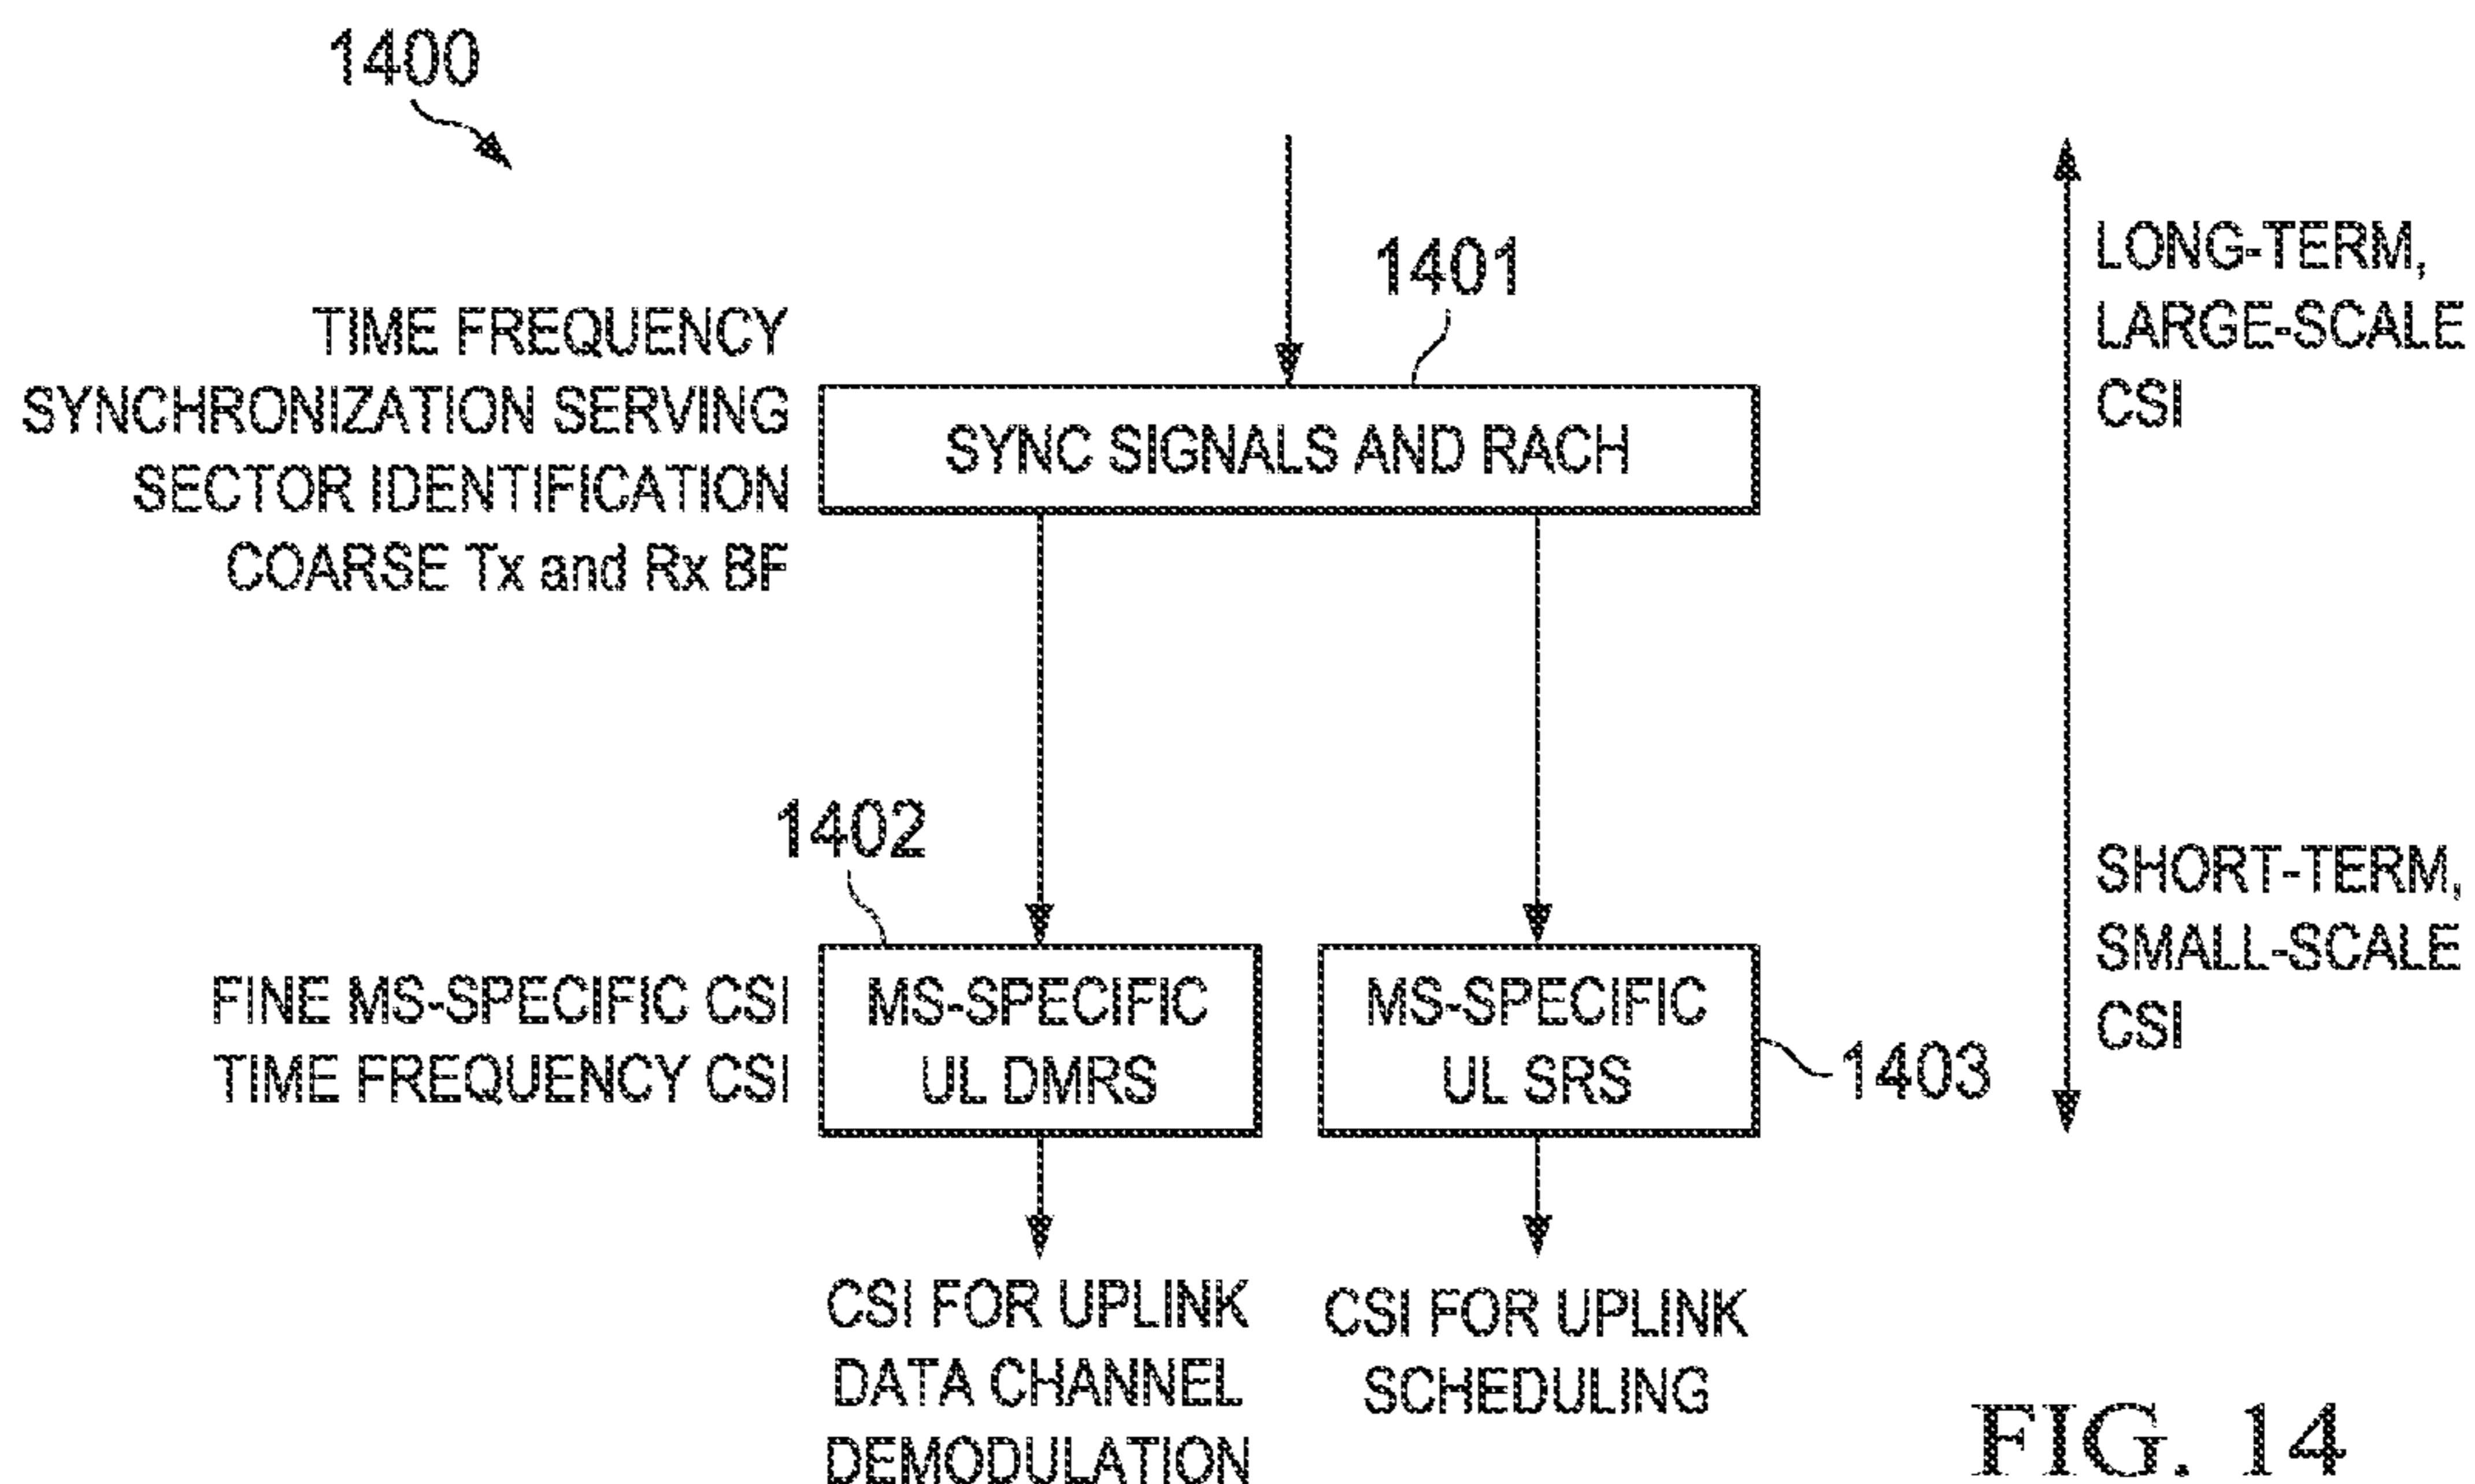 1400
1401
TIME FREQUENCY
SYNCHRONIZATION SERVING
SECTOR IDENTIFICATION
COARSE Tx and Rx BF
SYNC SIGNALS AND RACH
LONG-TERM,
LARGE-SCALE
CSI
1402
FINE MS-SPECIFIC CSI
TIME FREQUENCY CSI
MS-SPECIFIC
UL DMRS
MS-SPECIFIC
UL SRS
1403
SHORT-TERM,
SMALL-SCALE
CSI
CSI FOR UPLINK
DATA CHANNEL
DEMODULATION
CSI FOR UPLINK
SCHEDULING
FIG. 14